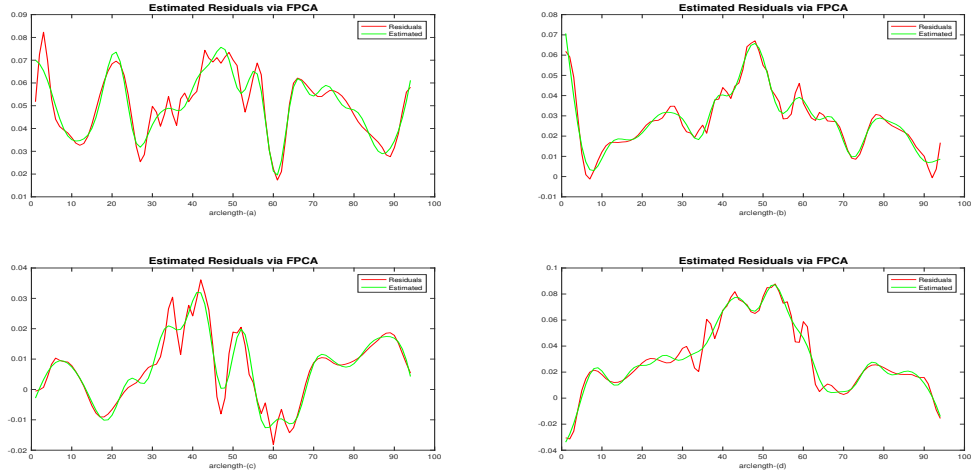 Estimated Residuals via FPCA
0.09
0.08
0.07
0.06
0.05
0.04
0.03
0.02
0.01
0 10 20 30 40 50 60 70 80 90 100
arclength-(a)
Residuals
Estimated
Estimated Residuals via FPCA
0.08
0.07
0.06
0.05
0.04
0.03
0.02
0.01
0
-0.01
0 10 20 30 40 50 60 70 80 90 100
arclength-(b)
Residuals
Estimated
Estimated Residuals via FPCA
0.04
0.03
0.02
0.01
0
-0.01
-0.02
0 10 20 30 40 50 60 70 80 90 100
arclength-(c)
Residuals
Estimated
Estimated Residuals via FPCA
0.1
0.08
0.06
0.04
0.02
0
-0.02
-0.04
0 10 20 30 40 50 60 70 80 90 100
arclength-(d)
Residuals
Estimated